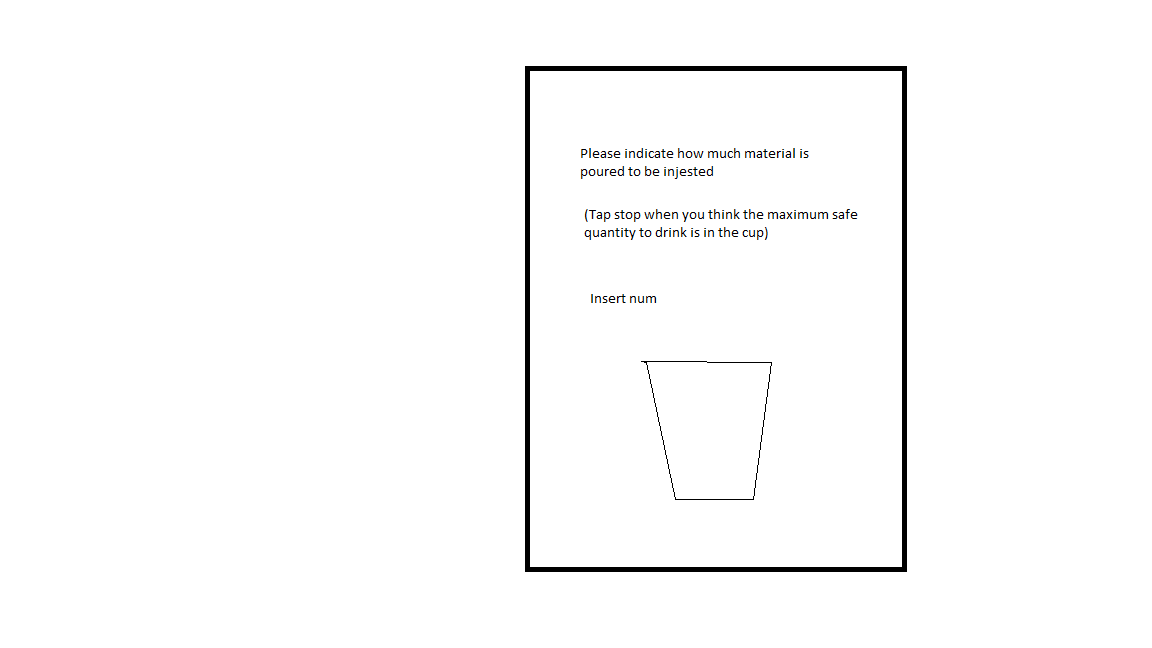 Please indicate how much material is
poured to be injested
(Tap stop when you think the maximum safe
quantity to drink is in the cup)
Insert num